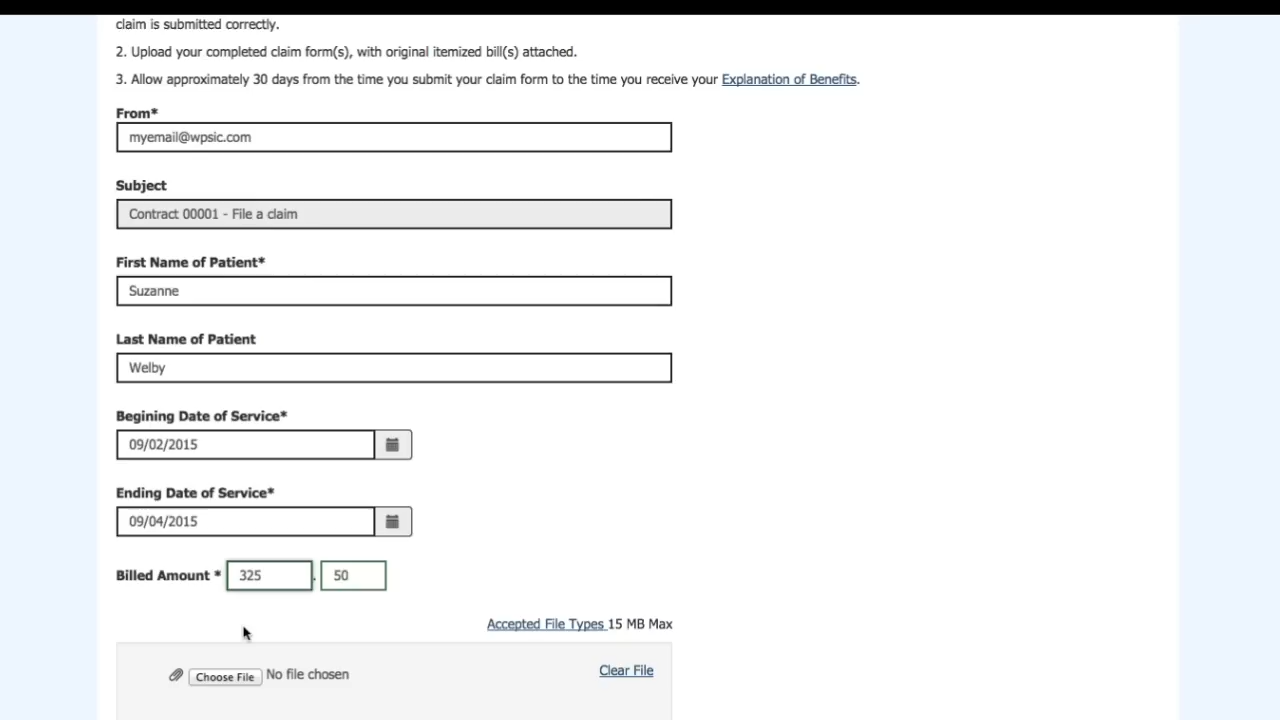 claim is submitted correctly.
2. Upload your completed claim form(s), with original itemized bill(s) attached.
3. Allow approximately 30 days from the time you submit your claim form to the time you receive your Explanation of Benefits.
From*
myemail@wpsic.com
Subject
Contract 00001 - File a claim
First Name of Patient*
Suzanne
Last Name of Patient
Welby
Begining Date of Service*
09/02/2015
Ending Date of Service*
09/04/2015
Billed Amount * 325 . 50
Accepted File Types 15 MB Max
Choose File No file chosen Clear File